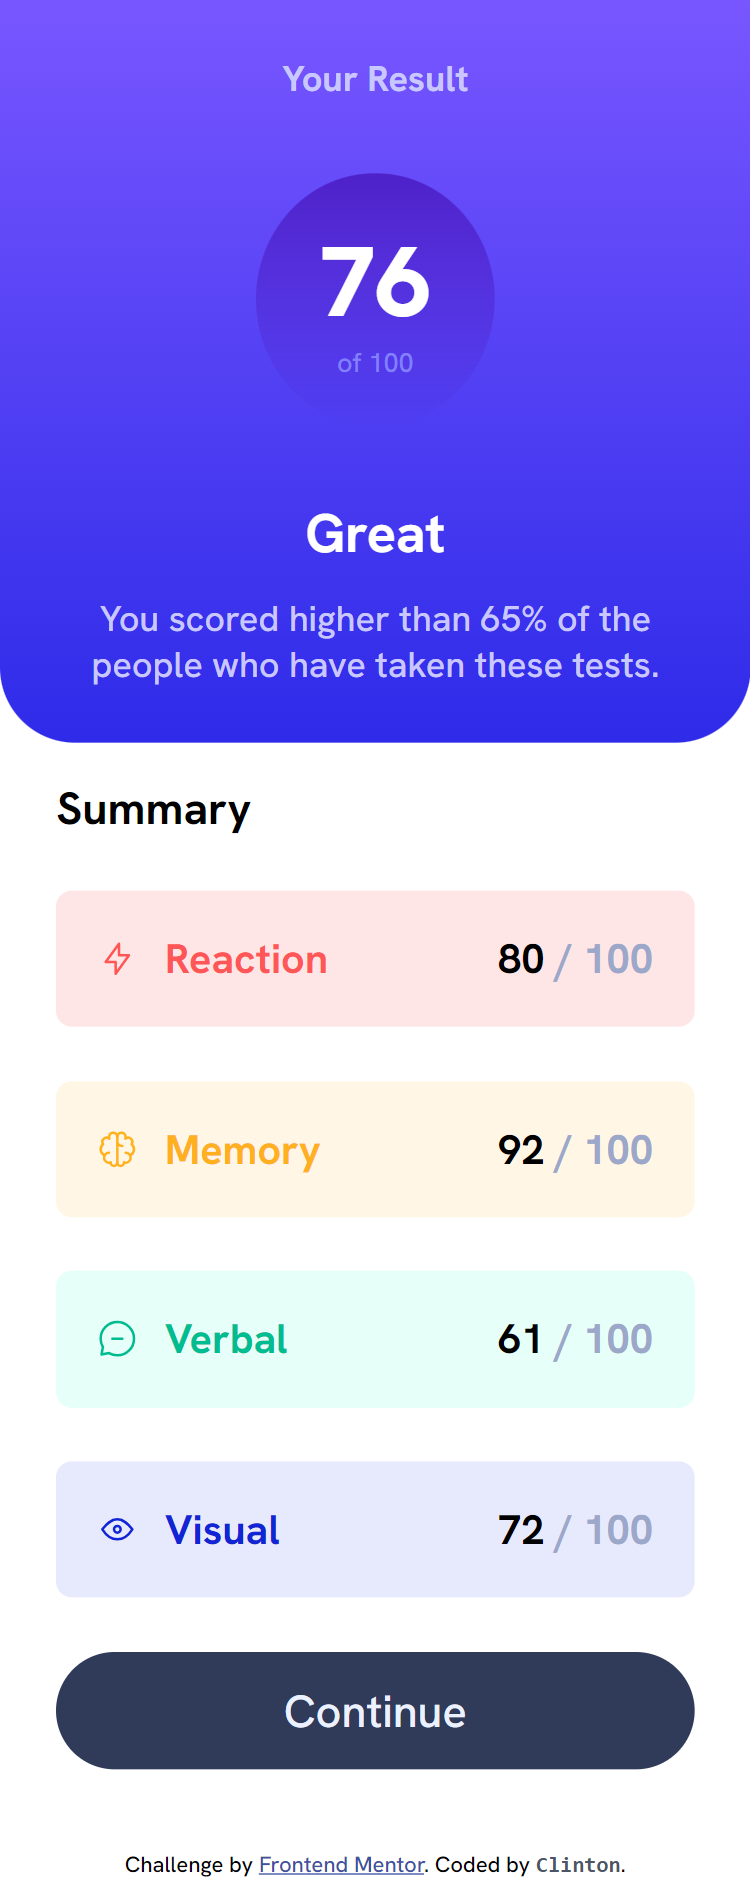 Your Result
76
of 100
Great
You scored higher than 65% of the
people who have taken these tests.
Summary
Reaction 80 / 100
Memory 92 / 100
Verbal 61 / 100
Visual 72 / 100
Continue
Challenge by Frontend Mentor. Coded by Clinton.